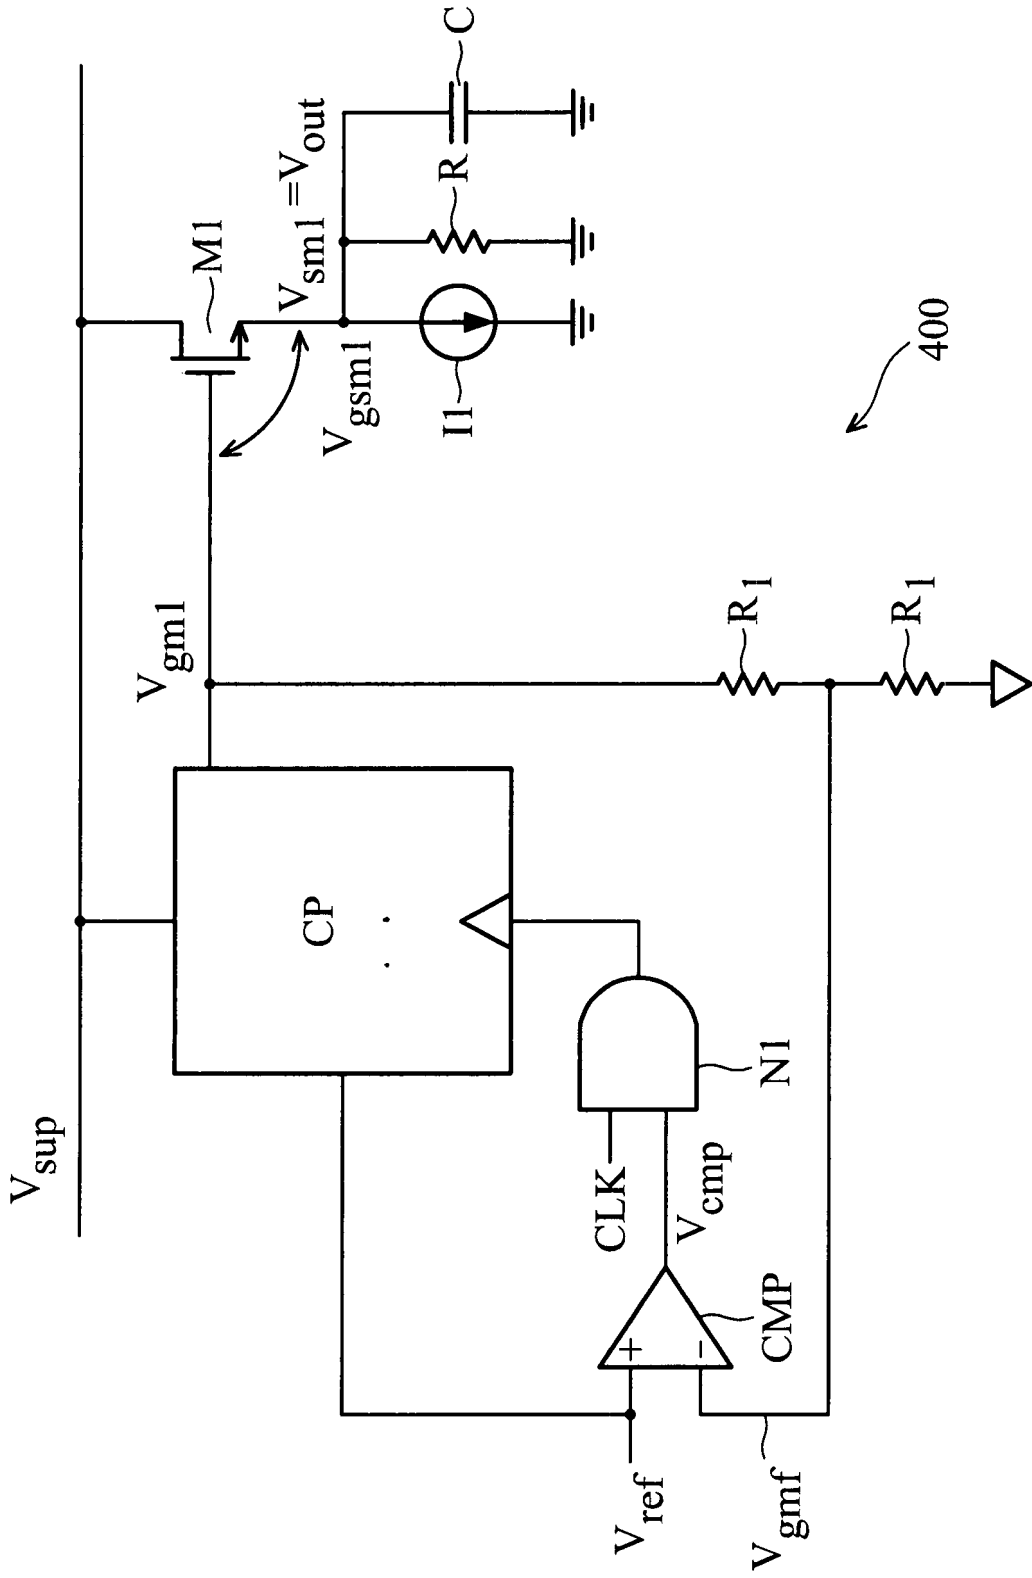 V_sup
V_gm1
M1
V_sm1 = V_out
V_gsm1
I1
R
C
CP
CLK
V_cmp
N1
CMP
+
-
V_ref
V_gmf
R_1
R_1
400